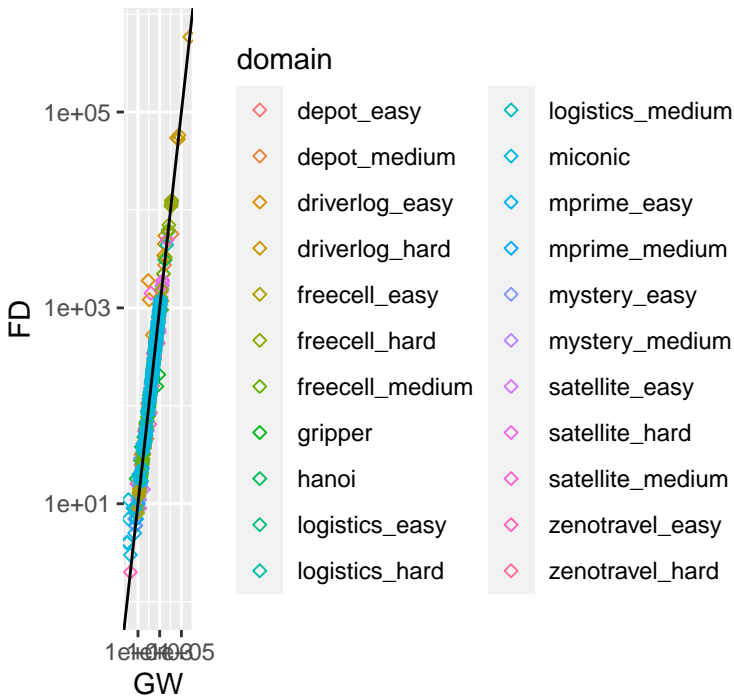 domain
depot_easy
depot_medium
driverlog_easy
driverlog_hard
freecell_easy
freecell_hard
freecell_medium
gripper
hanoi
logistics_easy
logistics_hard
logistics_medium
miconic
mprime_easy
mprime_medium
mystery_easy
mystery_medium
satellite_easy
satellite_hard
satellite_medium
zenotravel_easy
zenotravel_hard
FD
1e+05
1e+03
1e+01
GW